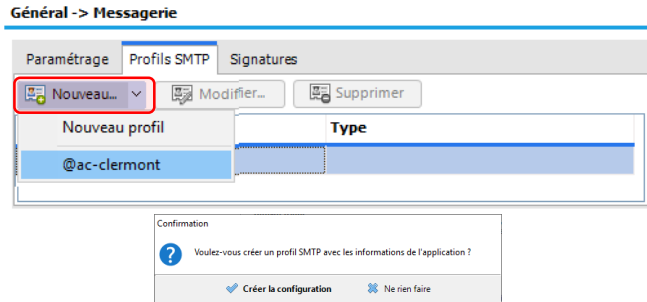 Général -> Messagerie
Paramétrage Profils SMTP Signatures
Nouveau... Modifier... Supprimer
Nouveau profil Type
@ac-clermont
Confirmation
Voulez-vous créer un profil SMTP avec les informations de l'application ?
Créer la configuration Ne rien faire